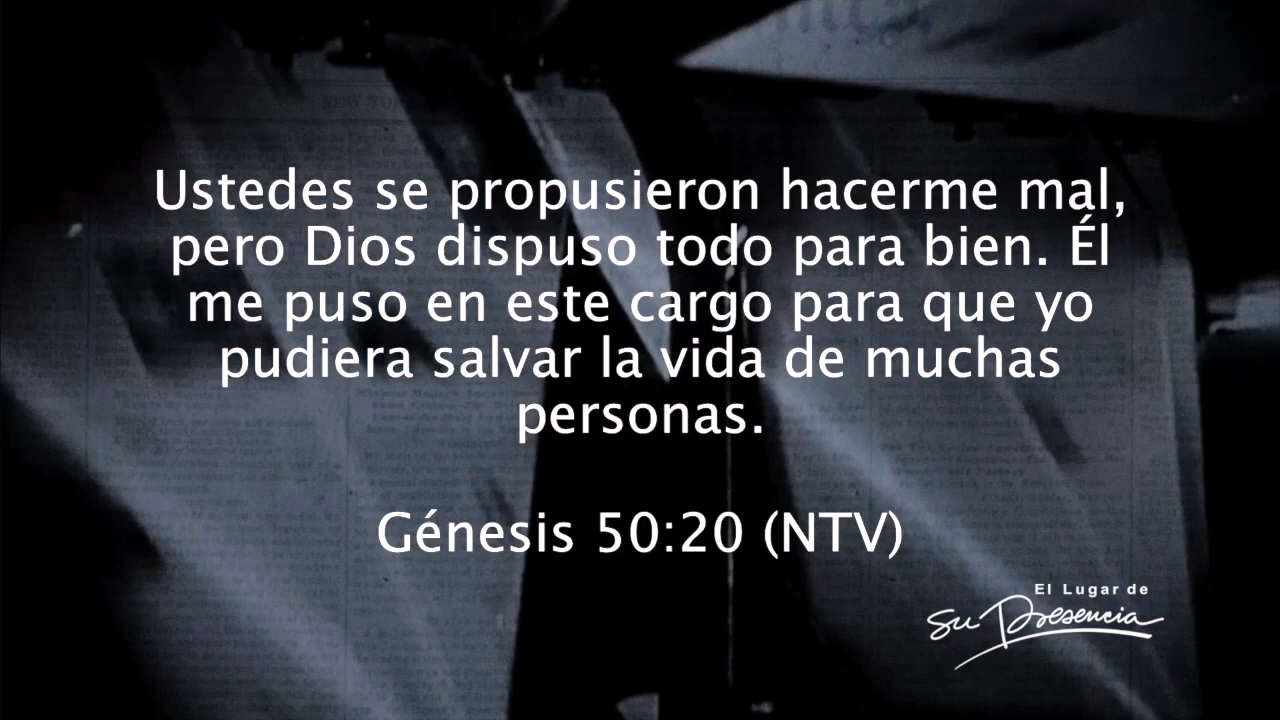 Ustedes se propusieron hacerme mal,
pero Dios dispuso todo para bien. Él
me puso en este cargo para que yo
pudiera salvar la vida de muchas
personas.
Génesis 50:20 (NTV)
El Lugar de
Su Presencia